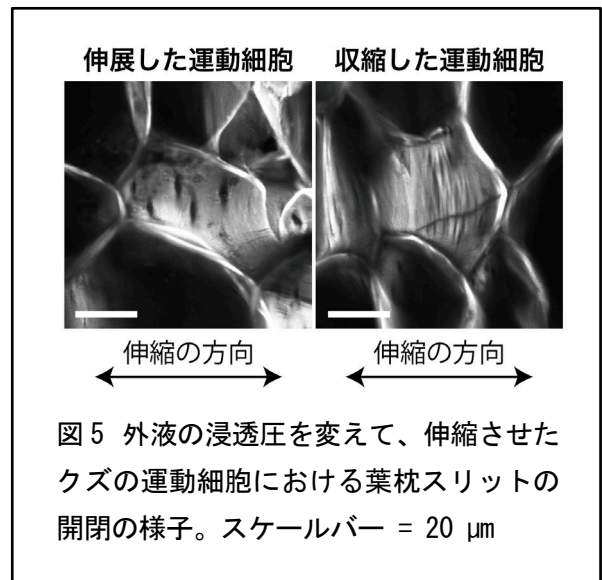 伸展した運動細胞
収縮した運動細胞
伸縮の方向
伸縮の方向
図5 外液の浸透圧を変えて、伸縮させた
クズの運動細胞における葉枕スリットの
開閉の様子。スケールバー = 20 µm